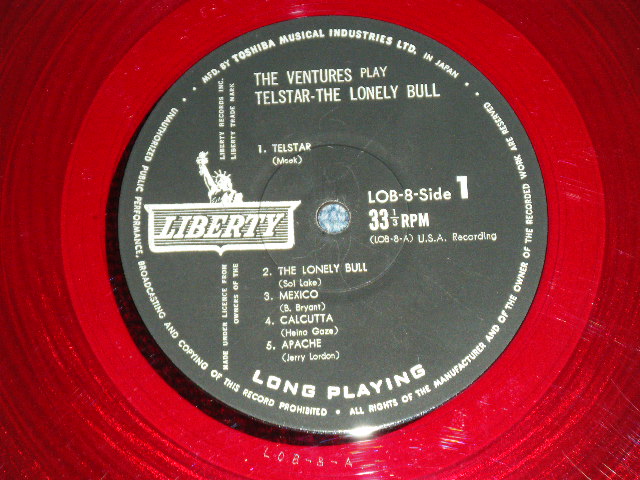 • MFD. BY TOSHIBA MUSICAL INDUSTRIES LTD. IN JAPAN •
UNAUTHORIZED PUBLIC PERFORMANCE, BROADCASTING AND COPYING OF THIS RECORD PROHIBITED • ALL RIGHTS OF THE MANUFACTURER AND OF THE OWNER OF THE RECORDED WORK ARE RESERVED
LIBERTY RECORDS INC.
LIBERTY TRADE MARK
THE VENTURES PLAY
TELSTAR-THE LONELY BULL
1. TELSTAR
(Meek)
LOB-8-Side 1
33⅓RPM
(LOB-8-A) U.S.A. Recording
LIBERTY
MADE UNDER LICENCE FROM
OWNERS OF THE
2. THE LONELY BULL
(Sol Lake)
3. MEXICO
(B. Bryant)
4. CALCUTTA
(Heino Gaze)
5. APACHE
(Jerry Lordon)
LONG PLAYING
LOB-8-A